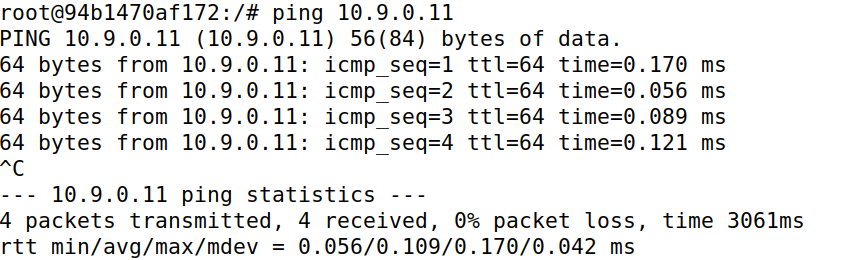 root@94b1470af172:/# ping 10.9.0.11
PING 10.9.0.11 (10.9.0.11) 56(84) bytes of data.
64 bytes from 10.9.0.11: icmp_seq=1 ttl=64 time=0.170 ms
64 bytes from 10.9.0.11: icmp_seq=2 ttl=64 time=0.056 ms
64 bytes from 10.9.0.11: icmp_seq=3 ttl=64 time=0.089 ms
64 bytes from 10.9.0.11: icmp_seq=4 ttl=64 time=0.121 ms
^C
--- 10.9.0.11 ping statistics ---
4 packets transmitted, 4 received, 0% packet loss, time 3061ms
rtt min/avg/max/mdev = 0.056/0.109/0.170/0.042 ms